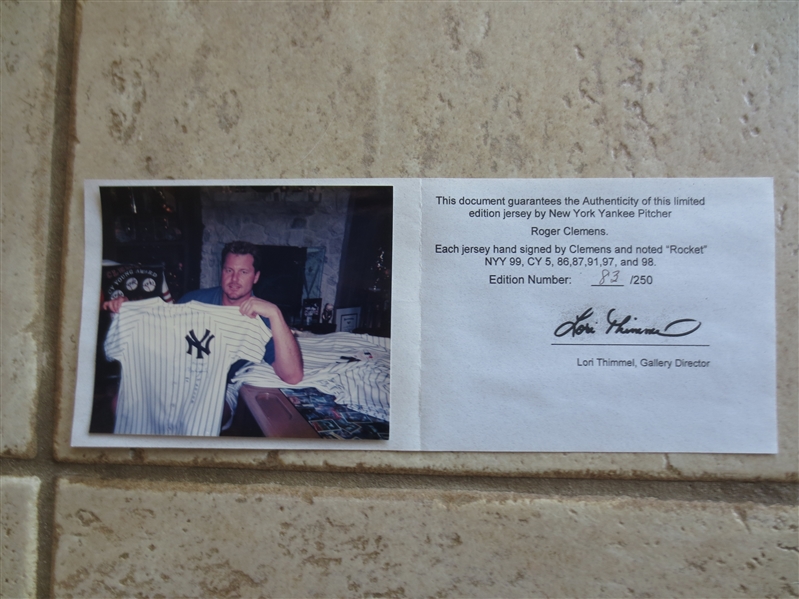 This document guarantees the Authenticity of this limited
edition jersey by New York Yankee Pitcher
Roger Clemens.
Each jersey hand signed by Clemens and noted “Rocket”
NYY 99, CY 5, 86,87,91,97, and 98.
Edition Number: 83 /250
Lori Thimmel
Lori Thimmel, Gallery Director
NY